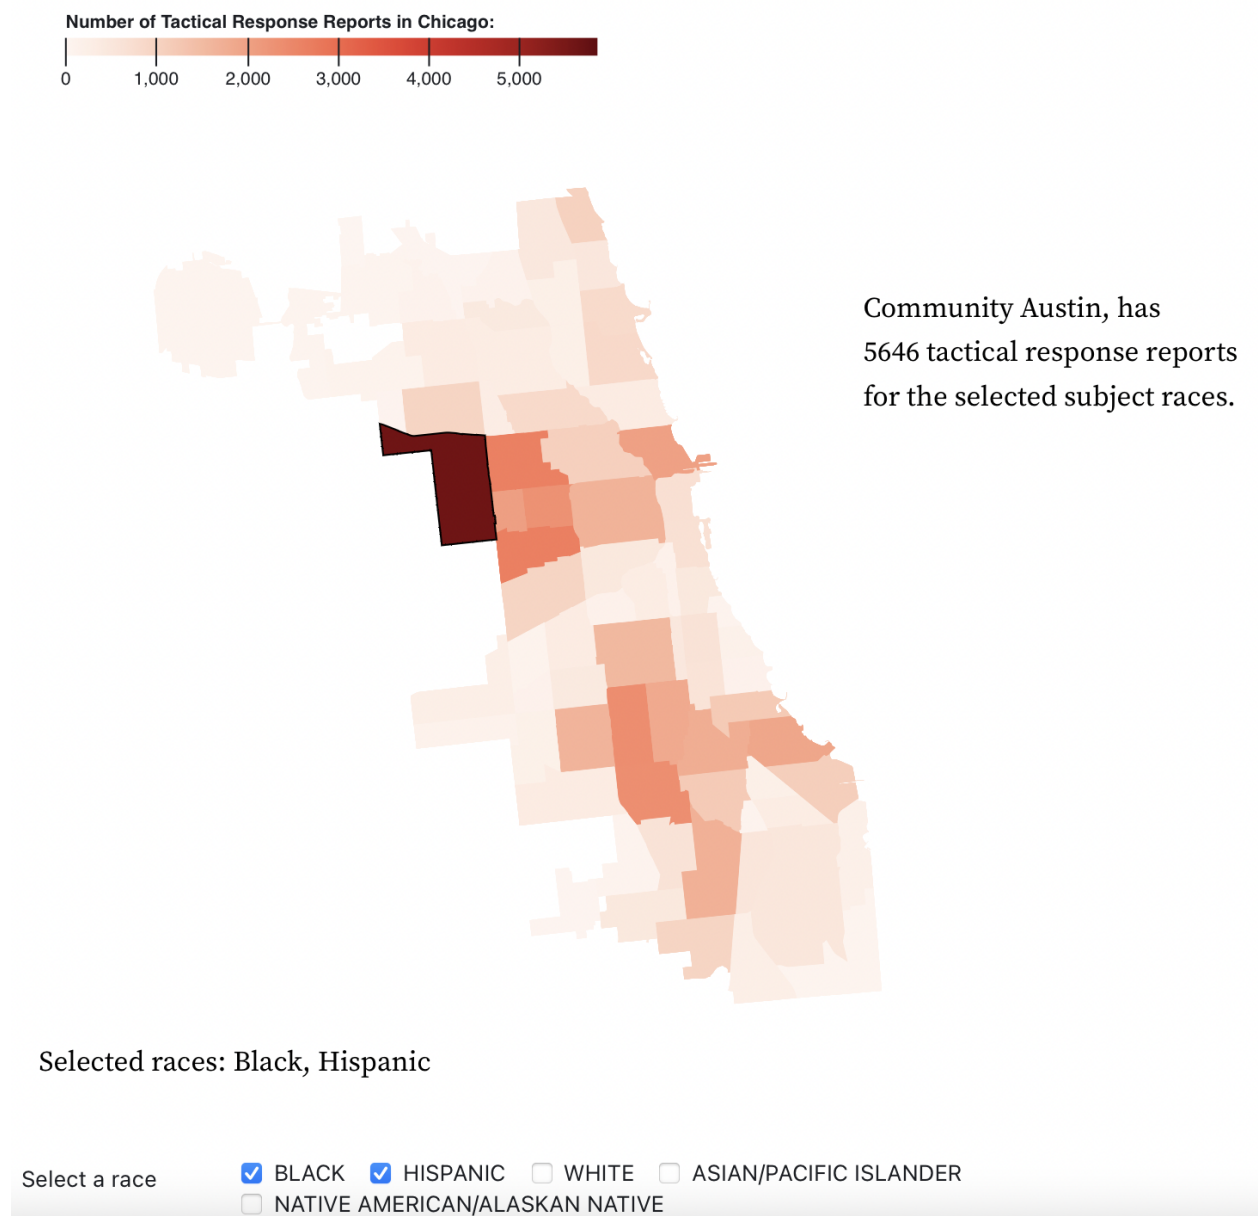 Number of Tactical Response Reports in Chicago:
0 1,000 2,000 3,000 4,000 5,000
Community Austin, has
5646 tactical response reports
for the selected subject races.
Selected races: Black, Hispanic
Select a race
BLACK HISPANIC WHITE ASIAN/PACIFIC ISLANDER
NATIVE AMERICAN/ALASKAN NATIVE